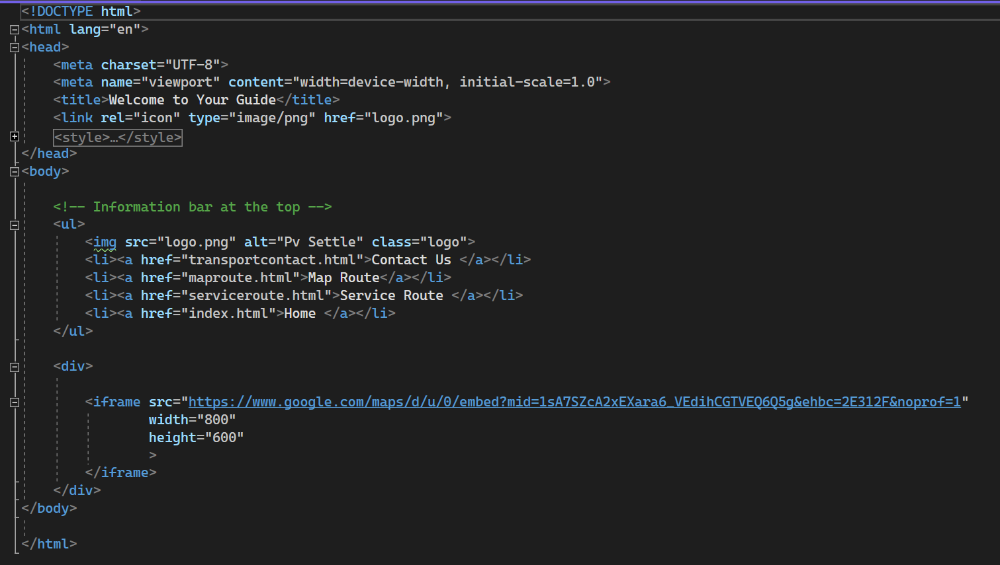 <!DOCTYPE html>
<html lang="en">
<head>
    <meta charset="UTF-8">
    <meta name="viewport" content="width=device-width, initial-scale=1.0">
    <title>Welcome to Your Guide</title>
    <link rel="icon" type="image/png" href="logo.png">
    <style>…</style>
</head>
<body>
    <!-- Information bar at the top -->
    <ul>
        <img src="logo.png" alt="Pv Settle" class="logo">
        <li><a href="transportcontact.html">Contact Us </a></li>
        <li><a href="maproute.html">Map Route</a></li>
        <li><a href="serviceroute.html">Service Route </a></li>
        <li><a href="index.html">Home </a></li>
    </ul>
    <div>
        <iframe src="https://www.google.com/maps/d/u/0/embed?mid=1sA7SZcA2xEXara6_VEdihCGTVEQ6Q5g&ehbc=2E312F&noprof=1"
                width="800"
                height="600"
                >
        </iframe>
    </div>
</body>
</html>